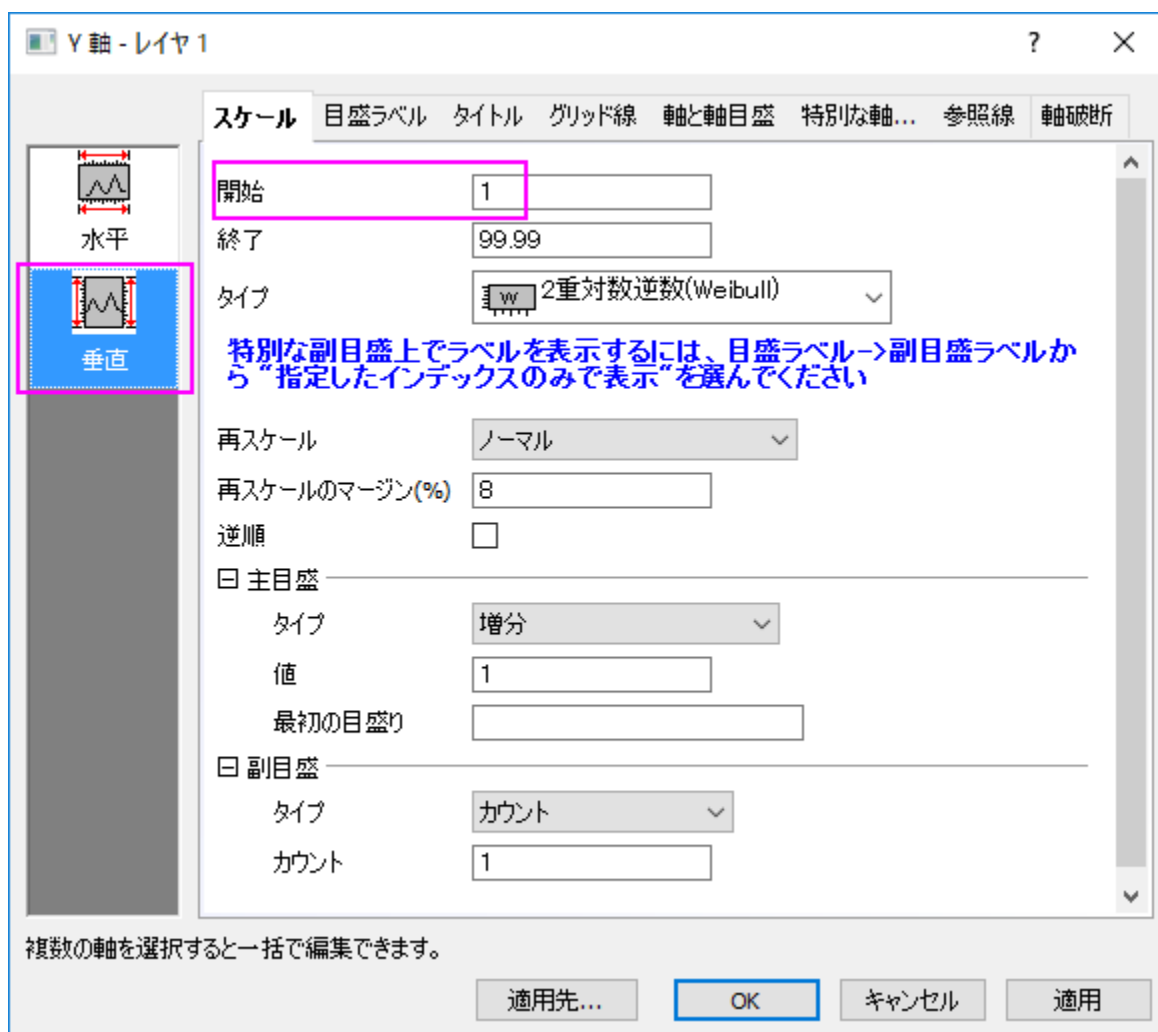 Y 軸 - レイヤ 1
?
スケール 目盛ラベル タイトル グリッド線 軸と軸目盛 特別な軸... 参照線 軸破断
水平
垂直
開始 1
終了 99.99
タイプ W 2重対数逆数(Weibull)
特別な副目盛上でラベルを表示するには、目盛ラベル->副目盛ラベルか
ら "指定したインデックスのみで表示"を選んでください
再スケール ノーマル
再スケールのマージン(%) 8
逆順
主目盛
タイプ 増分
値 1
最初の目盛り
副目盛
タイプ カウント
カウント 1
複数の軸を選択すると一括で編集できます。
適用先... OK キャンセル 適用